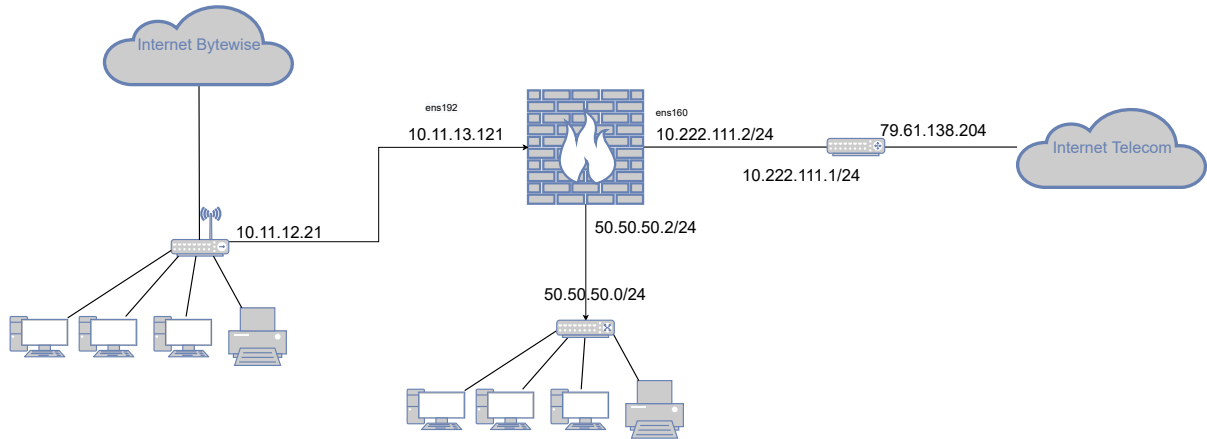 Internet Bytewise
ens192
ens160
10.11.13.121
10.222.111.2/24
79.61.138.204
Internet Telecom
10.222.111.1/24
10.11.12.21
50.50.50.2/24
50.50.50.0/24